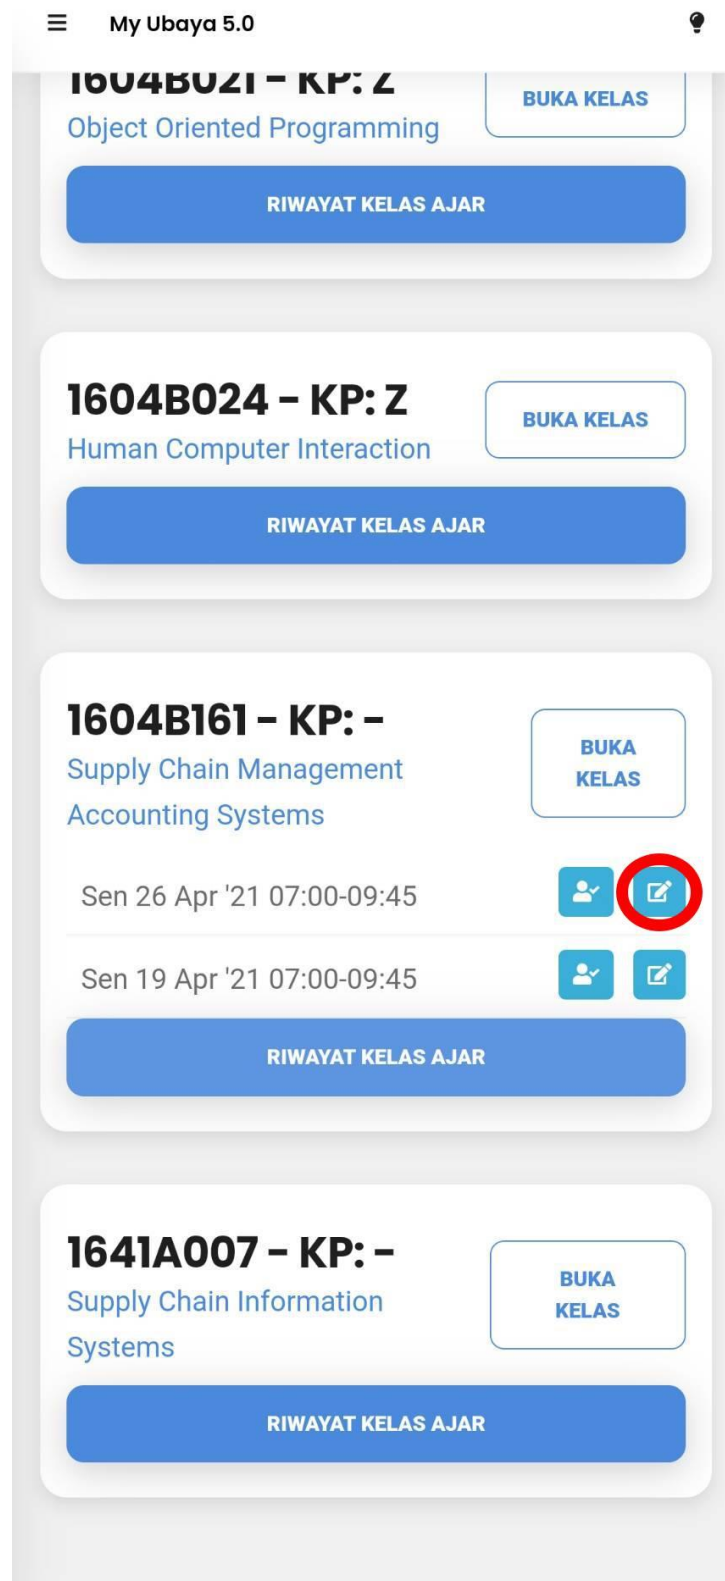 My Ubaya 5.0
1604B021 - KP: Z
BUKA KELAS
Object Oriented Programming
RIWAYAT KELAS AJAR
1604B024 - KP: Z
BUKA KELAS
Human Computer Interaction
RIWAYAT KELAS AJAR
1604B161 - KP: -
BUKA
KELAS
Supply Chain Management
Accounting Systems
Sen 26 Apr '21 07:00-09:45
Sen 19 Apr '21 07:00-09:45
RIWAYAT KELAS AJAR
1641A007 - KP: -
BUKA
KELAS
Supply Chain Information
Systems
RIWAYAT KELAS AJAR